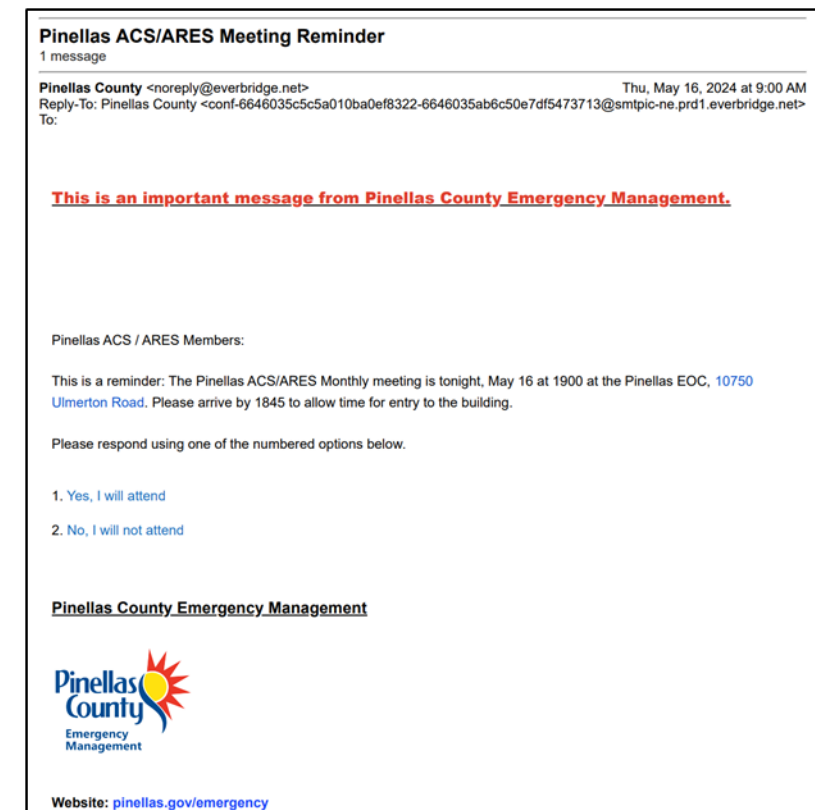 Pinellas ACS/ARES Meeting Reminder
1 message
Pinellas County <noreply@everbridge.net> Thu, May 16, 2024 at 9:00 AM
Reply-To: Pinellas County <conf-6646035c5c5a010ba0ef8322-6646035ab6c50e7df5473713@smtpic-ne.prd1.everbridge.net>
To:
This is an important message from Pinellas County Emergency Management.
Pinellas ACS / ARES Members:
This is a reminder: The Pinellas ACS/ARES Monthly meeting is tonight, May 16 at 1900 at the Pinellas EOC, 10750
Ulmerton Road. Please arrive by 1845 to allow time for entry to the building.
Please respond using one of the numbered options below.
1. Yes, I will attend
2. No, I will not attend
Pinellas County Emergency Management
Pinellas
County
Emergency
Management
Website: pinellas.gov/emergency